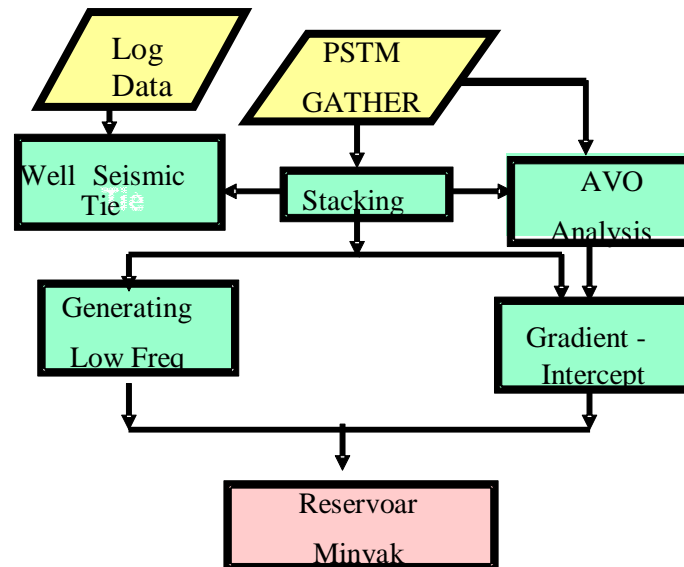 Log
Data
PSTM
GATHER
Well Seismic
Tie
Stacking
AVO
Analysis
Generating
Low Freq
Gradient -
Intercept
Reservoar
Minyak